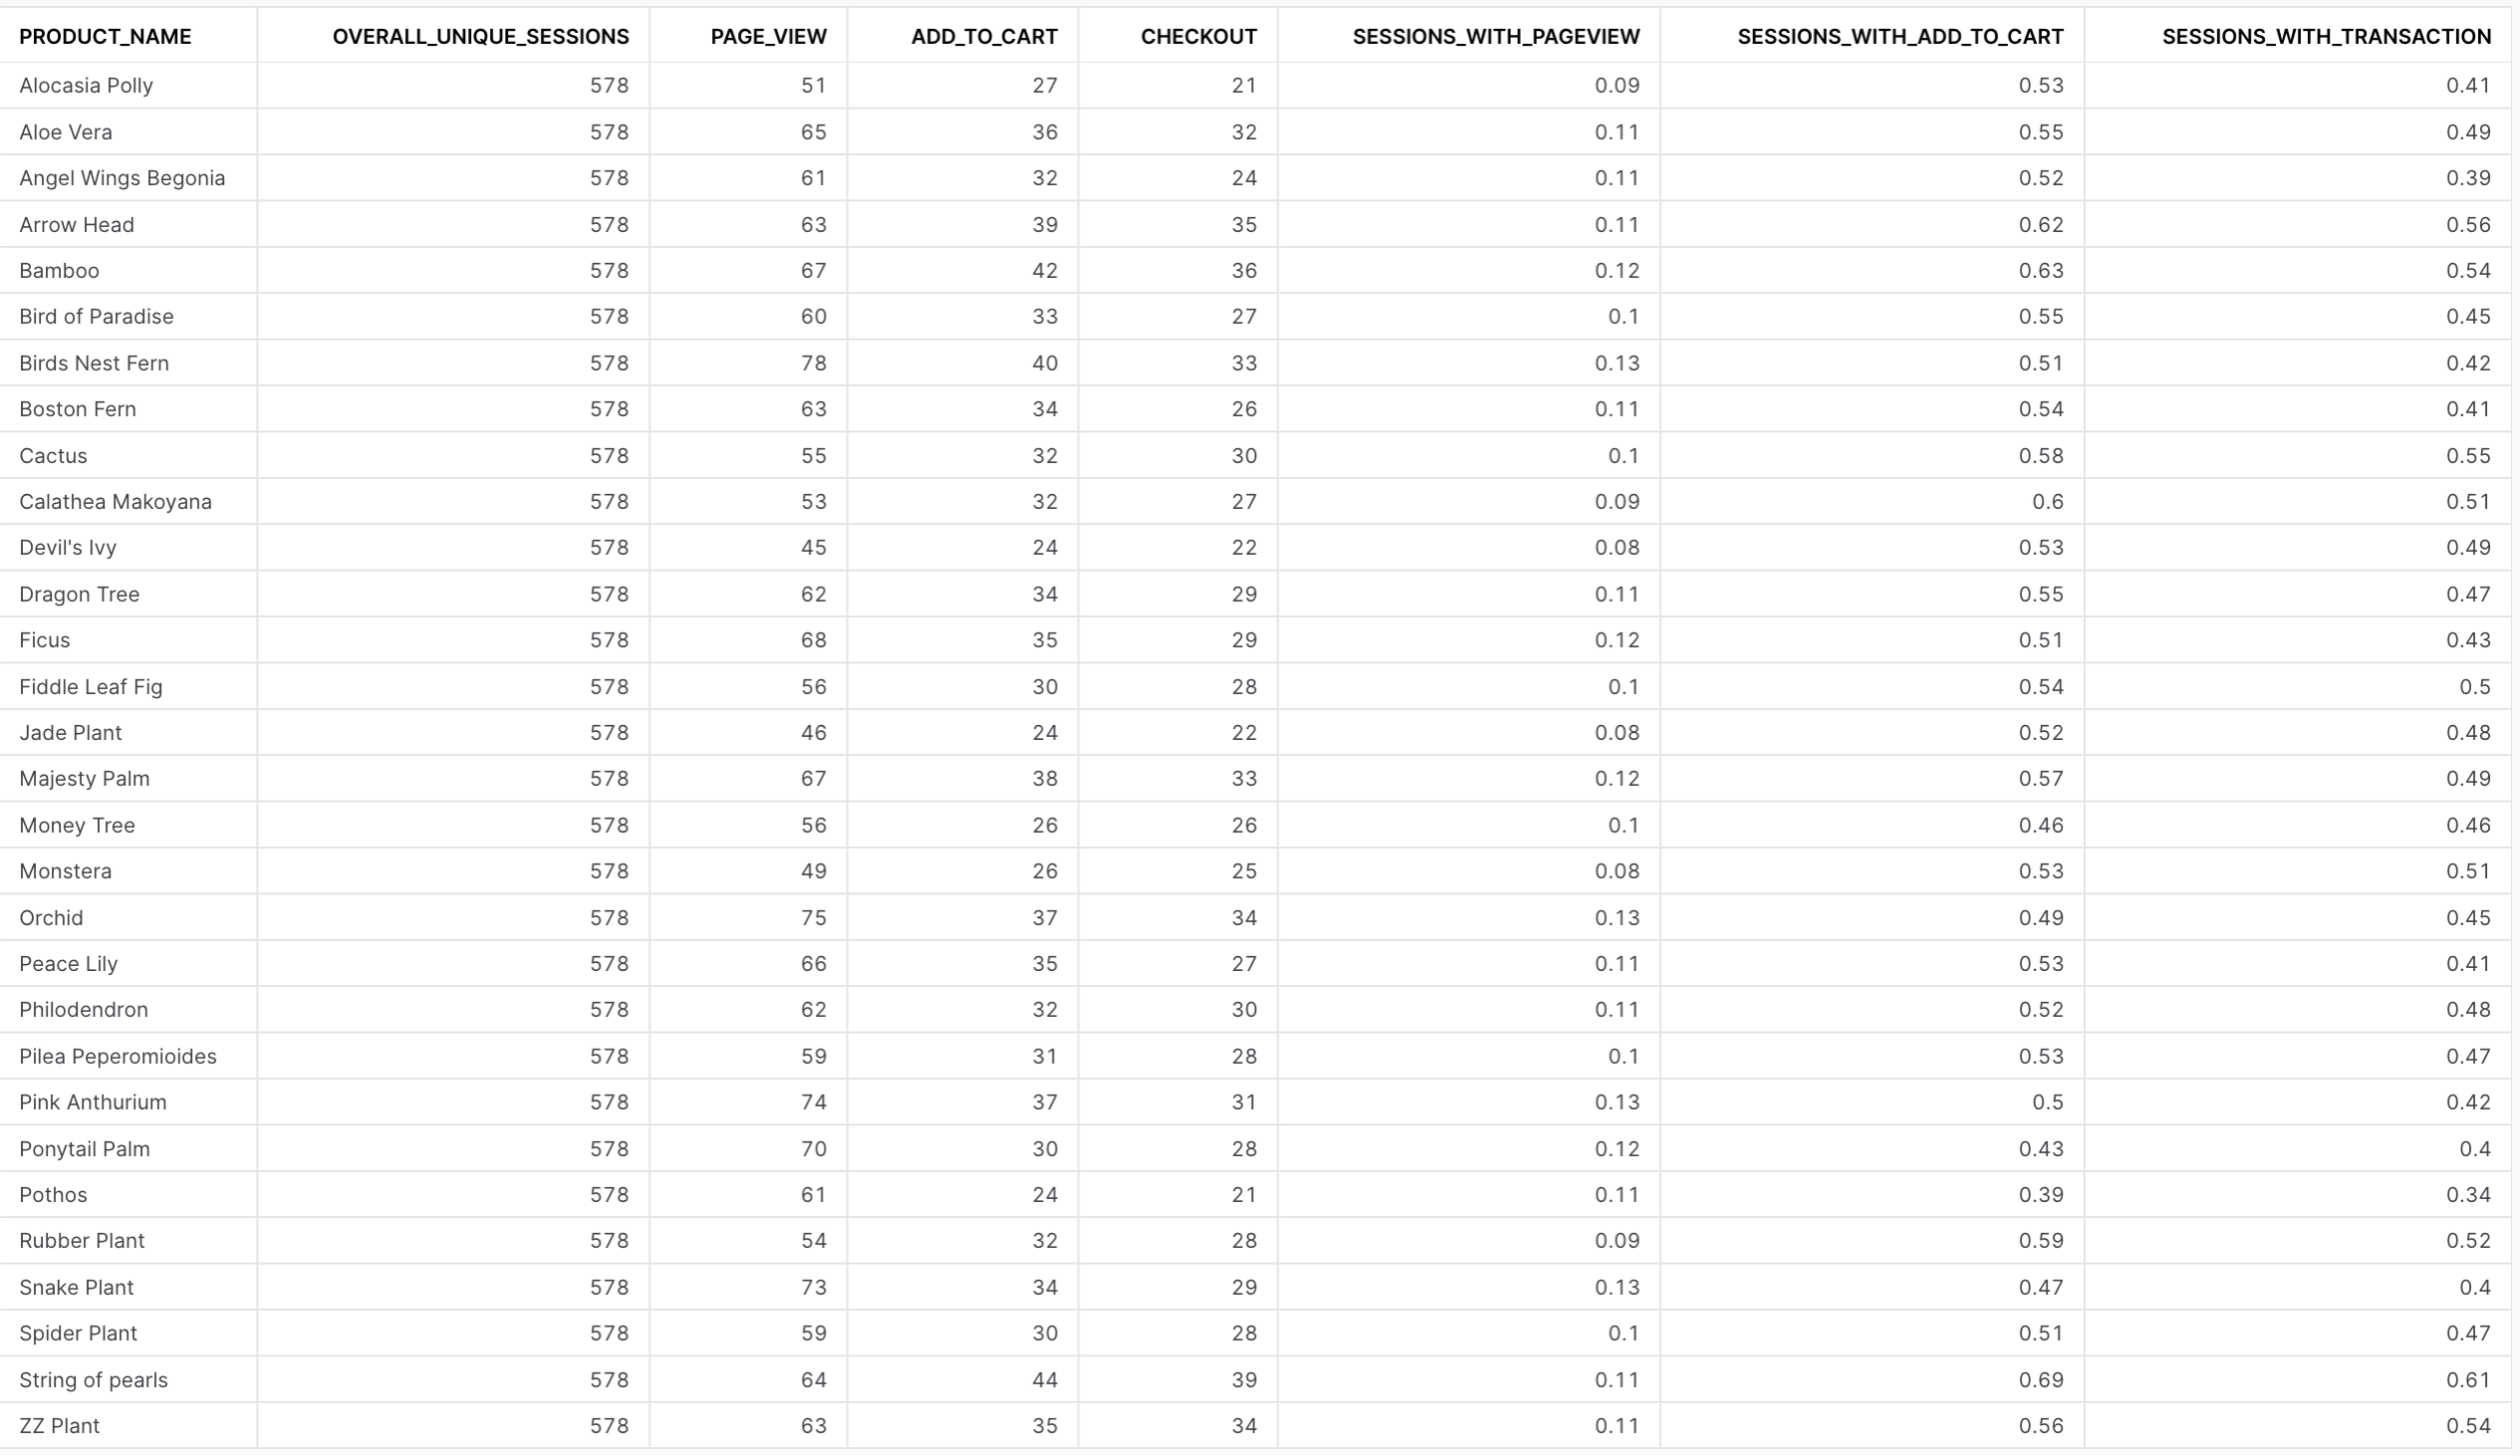 PRODUCT_NAME OVERALL_UNIQUE_SESSIONS PAGE_VIEW ADD_TO_CART CHECKOUT SESSIONS_WITH_PAGEVIEW SESSIONS_WITH_ADD_TO_CART SESSIONS_WITH_TRANSACTION
Alocasia Polly 578 51 27 21 0.09 0.53 0.41
Aloe Vera 578 65 36 32 0.11 0.55 0.49
Angel Wings Begonia 578 61 32 24 0.11 0.52 0.39
Arrow Head 578 63 39 35 0.11 0.62 0.56
Bamboo 578 67 42 36 0.12 0.63 0.54
Bird of Paradise 578 60 33 27 0.1 0.55 0.45
Birds Nest Fern 578 78 40 33 0.13 0.51 0.42
Boston Fern 578 63 34 26 0.11 0.54 0.41
Cactus 578 55 32 30 0.1 0.58 0.55
Calathea Makoyana 578 53 32 27 0.09 0.6 0.51
Devil's Ivy 578 45 24 22 0.08 0.53 0.49
Dragon Tree 578 62 34 29 0.11 0.55 0.47
Ficus 578 68 35 29 0.12 0.51 0.43
Fiddle Leaf Fig 578 56 30 28 0.1 0.54 0.5
Jade Plant 578 46 24 22 0.08 0.52 0.48
Majesty Palm 578 67 38 33 0.12 0.57 0.49
Money Tree 578 56 26 26 0.1 0.46 0.46
Monstera 578 49 26 25 0.08 0.53 0.51
Orchid 578 75 37 34 0.13 0.49 0.45
Peace Lily 578 66 35 27 0.11 0.53 0.41
Philodendron 578 62 32 30 0.11 0.52 0.48
Pilea Peperomioides 578 59 31 28 0.1 0.53 0.47
Pink Anthurium 578 74 37 31 0.13 0.5 0.42
Ponytail Palm 578 70 30 28 0.12 0.43 0.4
Pothos 578 61 24 21 0.11 0.39 0.34
Rubber Plant 578 54 32 28 0.09 0.59 0.52
Snake Plant 578 73 34 29 0.13 0.47 0.4
Spider Plant 578 59 30 28 0.1 0.51 0.47
String of pearls 578 64 44 39 0.11 0.69 0.61
ZZ Plant 578 63 35 34 0.11 0.56 0.54